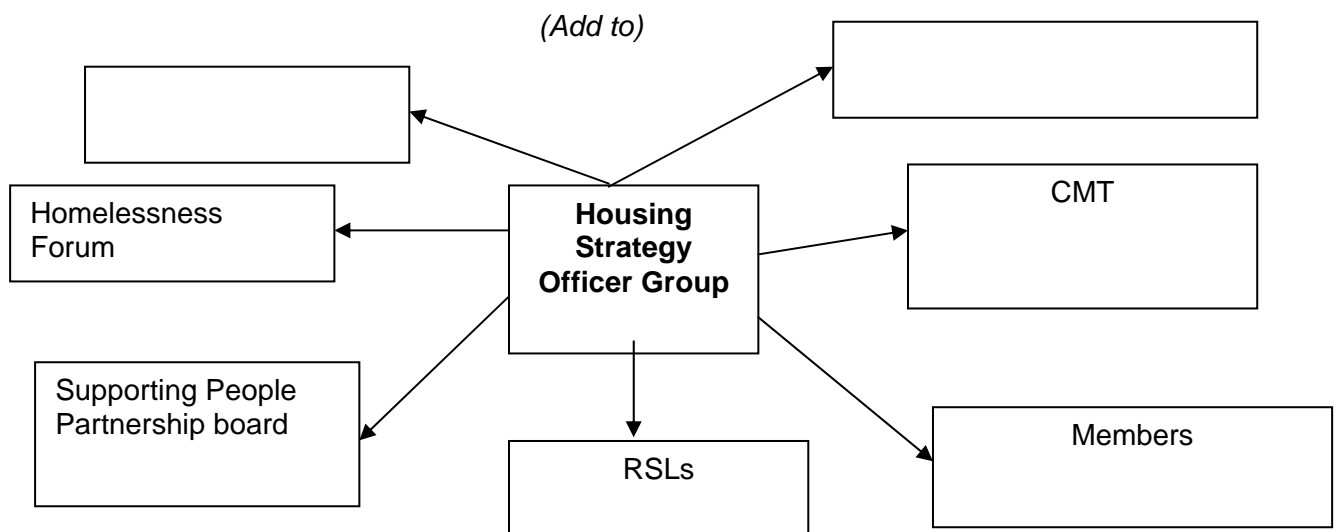 (Add to)
Homelessness
Forum
Housing
Strategy
Officer Group
CMT
Supporting People
Partnership board
RSLs
Members